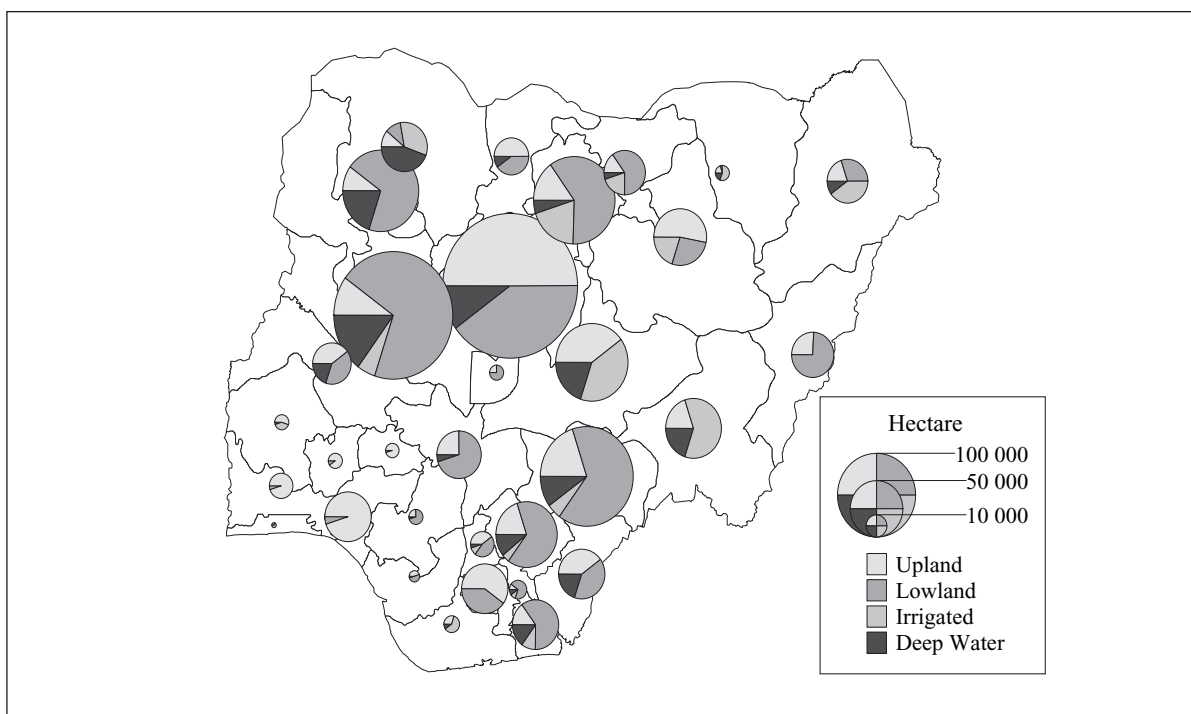 Hectare
100 000
50 000
10 000
Upland
Lowland
Irrigated
Deep Water